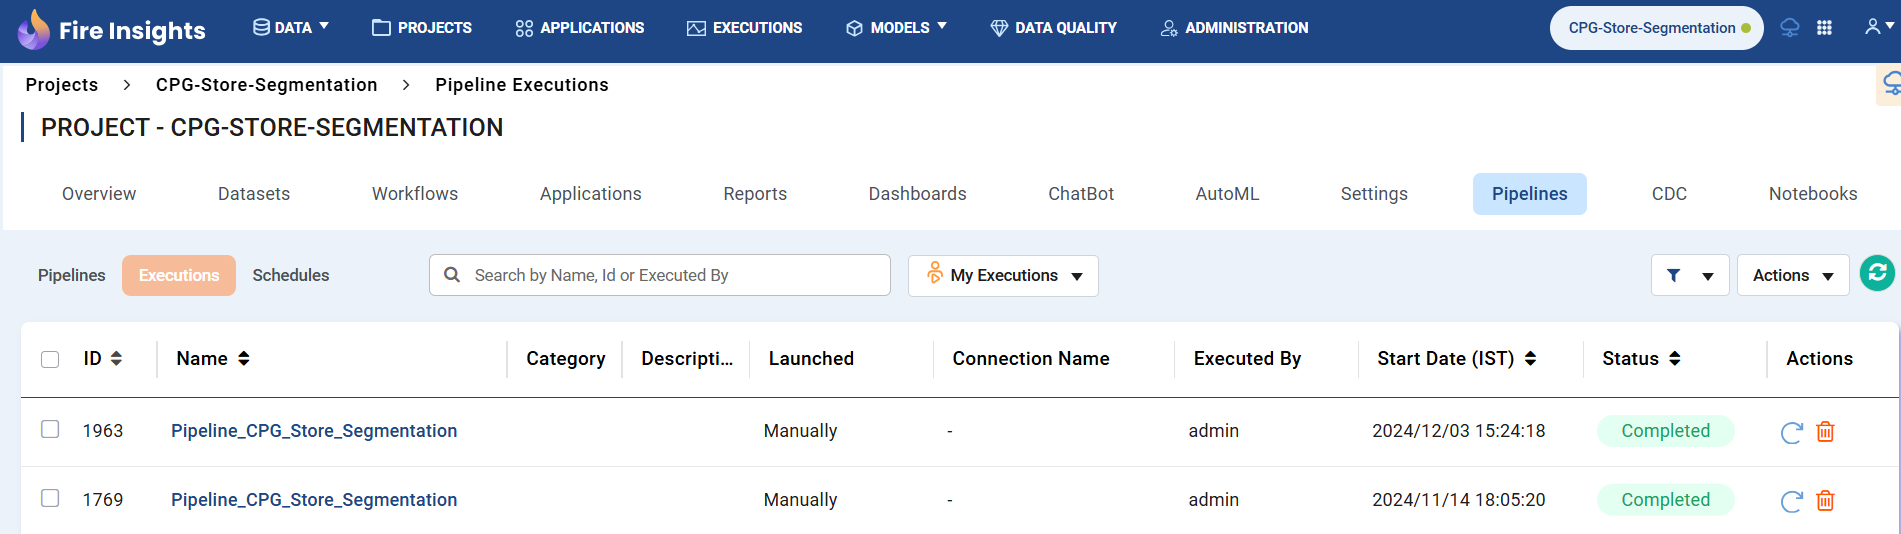 Fire Insights DATA PROJECTS APPLICATIONS EXECUTIONS MODELS DATA QUALITY ADMINISTRATION CPG-Store-Segmentation
Projects > CPG-Store-Segmentation > Pipeline Executions
PROJECT - CPG-STORE-SEGMENTATION
Overview Datasets Workflows Applications Reports Dashboards ChatBot AutoML Settings Pipelines CDC Notebooks
Pipelines Executions Schedules Search by Name, Id or Executed By My Executions Actions
ID Name Category Descripti... Launched Connection Name Executed By Start Date (IST) Status Actions
1963 Pipeline_CPG_Store_Segmentation Manually - admin 2024/12/03 15:24:18 Completed
1769 Pipeline_CPG_Store_Segmentation Manually - admin 2024/11/14 18:05:20 Completed